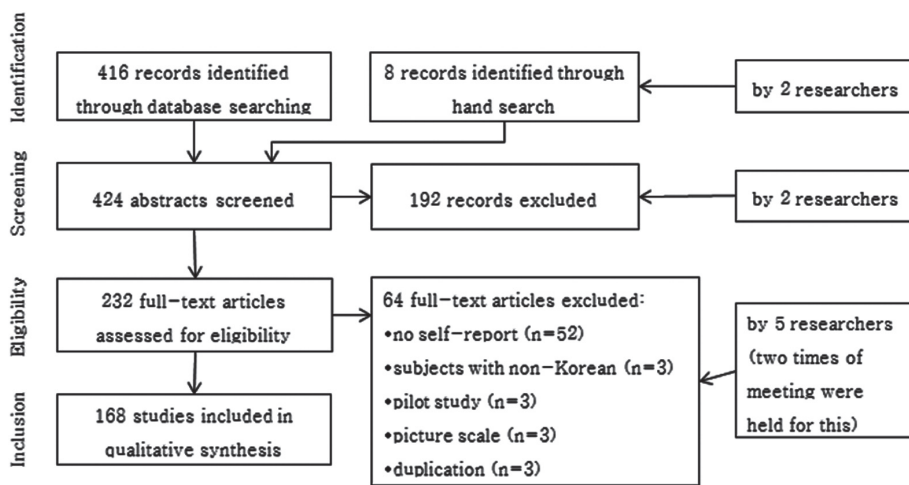 Identification
416 records identified
through database searching
8 records identified through
hand search
by 2 researchers
Screening
424 abstracts screened
192 records excluded
by 2 researchers
Eligibility
232 full-text articles
assessed for eligibility
64 full-text articles excluded:
•no self-report (n=52)
•subjects with non-Korean (n=3)
•pilot study (n=3)
•picture scale (n=3)
•duplication (n=3)
by 5 researchers
(two times of
meeting were
held for this)
Inclusion
168 studies included in
qualitative synthesis